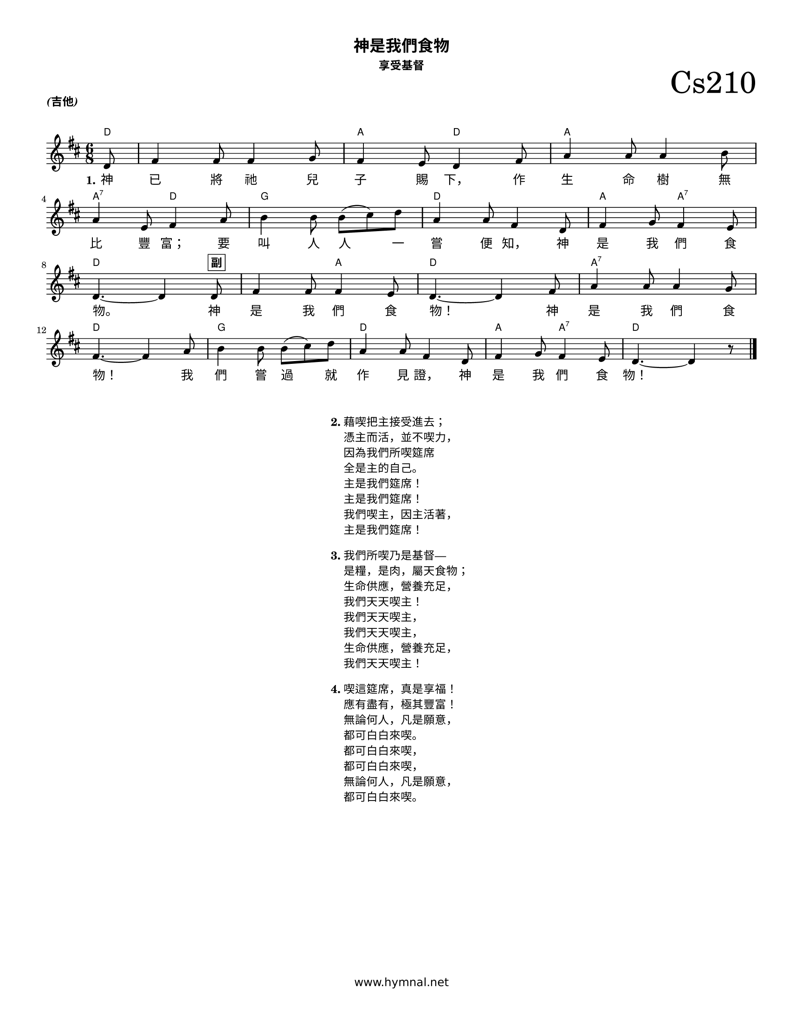 神是我們食物
享受基督
Cs210
(吉他)
D A D A
1. 神 已 將 祂 兒 子 賜 下， 作 生 命 樹 無
4 A7 D G D A A7
比 豐 富； 要 叫 人 人 一 嘗 便 知， 神 是 我 們 食
8 D 副 A D A7
物。 神 是 我 們 食 物！ 神 是 我 們 食
12 D G D A A7 D
物！ 我 們 嘗 過 就 作 見 證， 神 是 我 們 食 物！
2. 藉喫把主接受進去；
憑主而活，並不喫力，
因為我們所喫筵席
全是主的自己。
主是我們筵席！
主是我們筵席！
我們喫主，因主活著，
主是我們筵席！
3. 我們所喫乃是基督—
是糧，是肉，屬天食物；
生命供應，營養充足，
我們天天喫主！
我們天天喫主，
我們天天喫主，
生命供應，營養充足，
我們天天喫主！
4. 喫這筵席，真是享福！
應有盡有，極其豐富！
無論何人，凡是願意，
都可白白來喫。
都可白白來喫，
都可白白來喫，
無論何人，凡是願意，
都可白白來喫。
www.hymnal.net